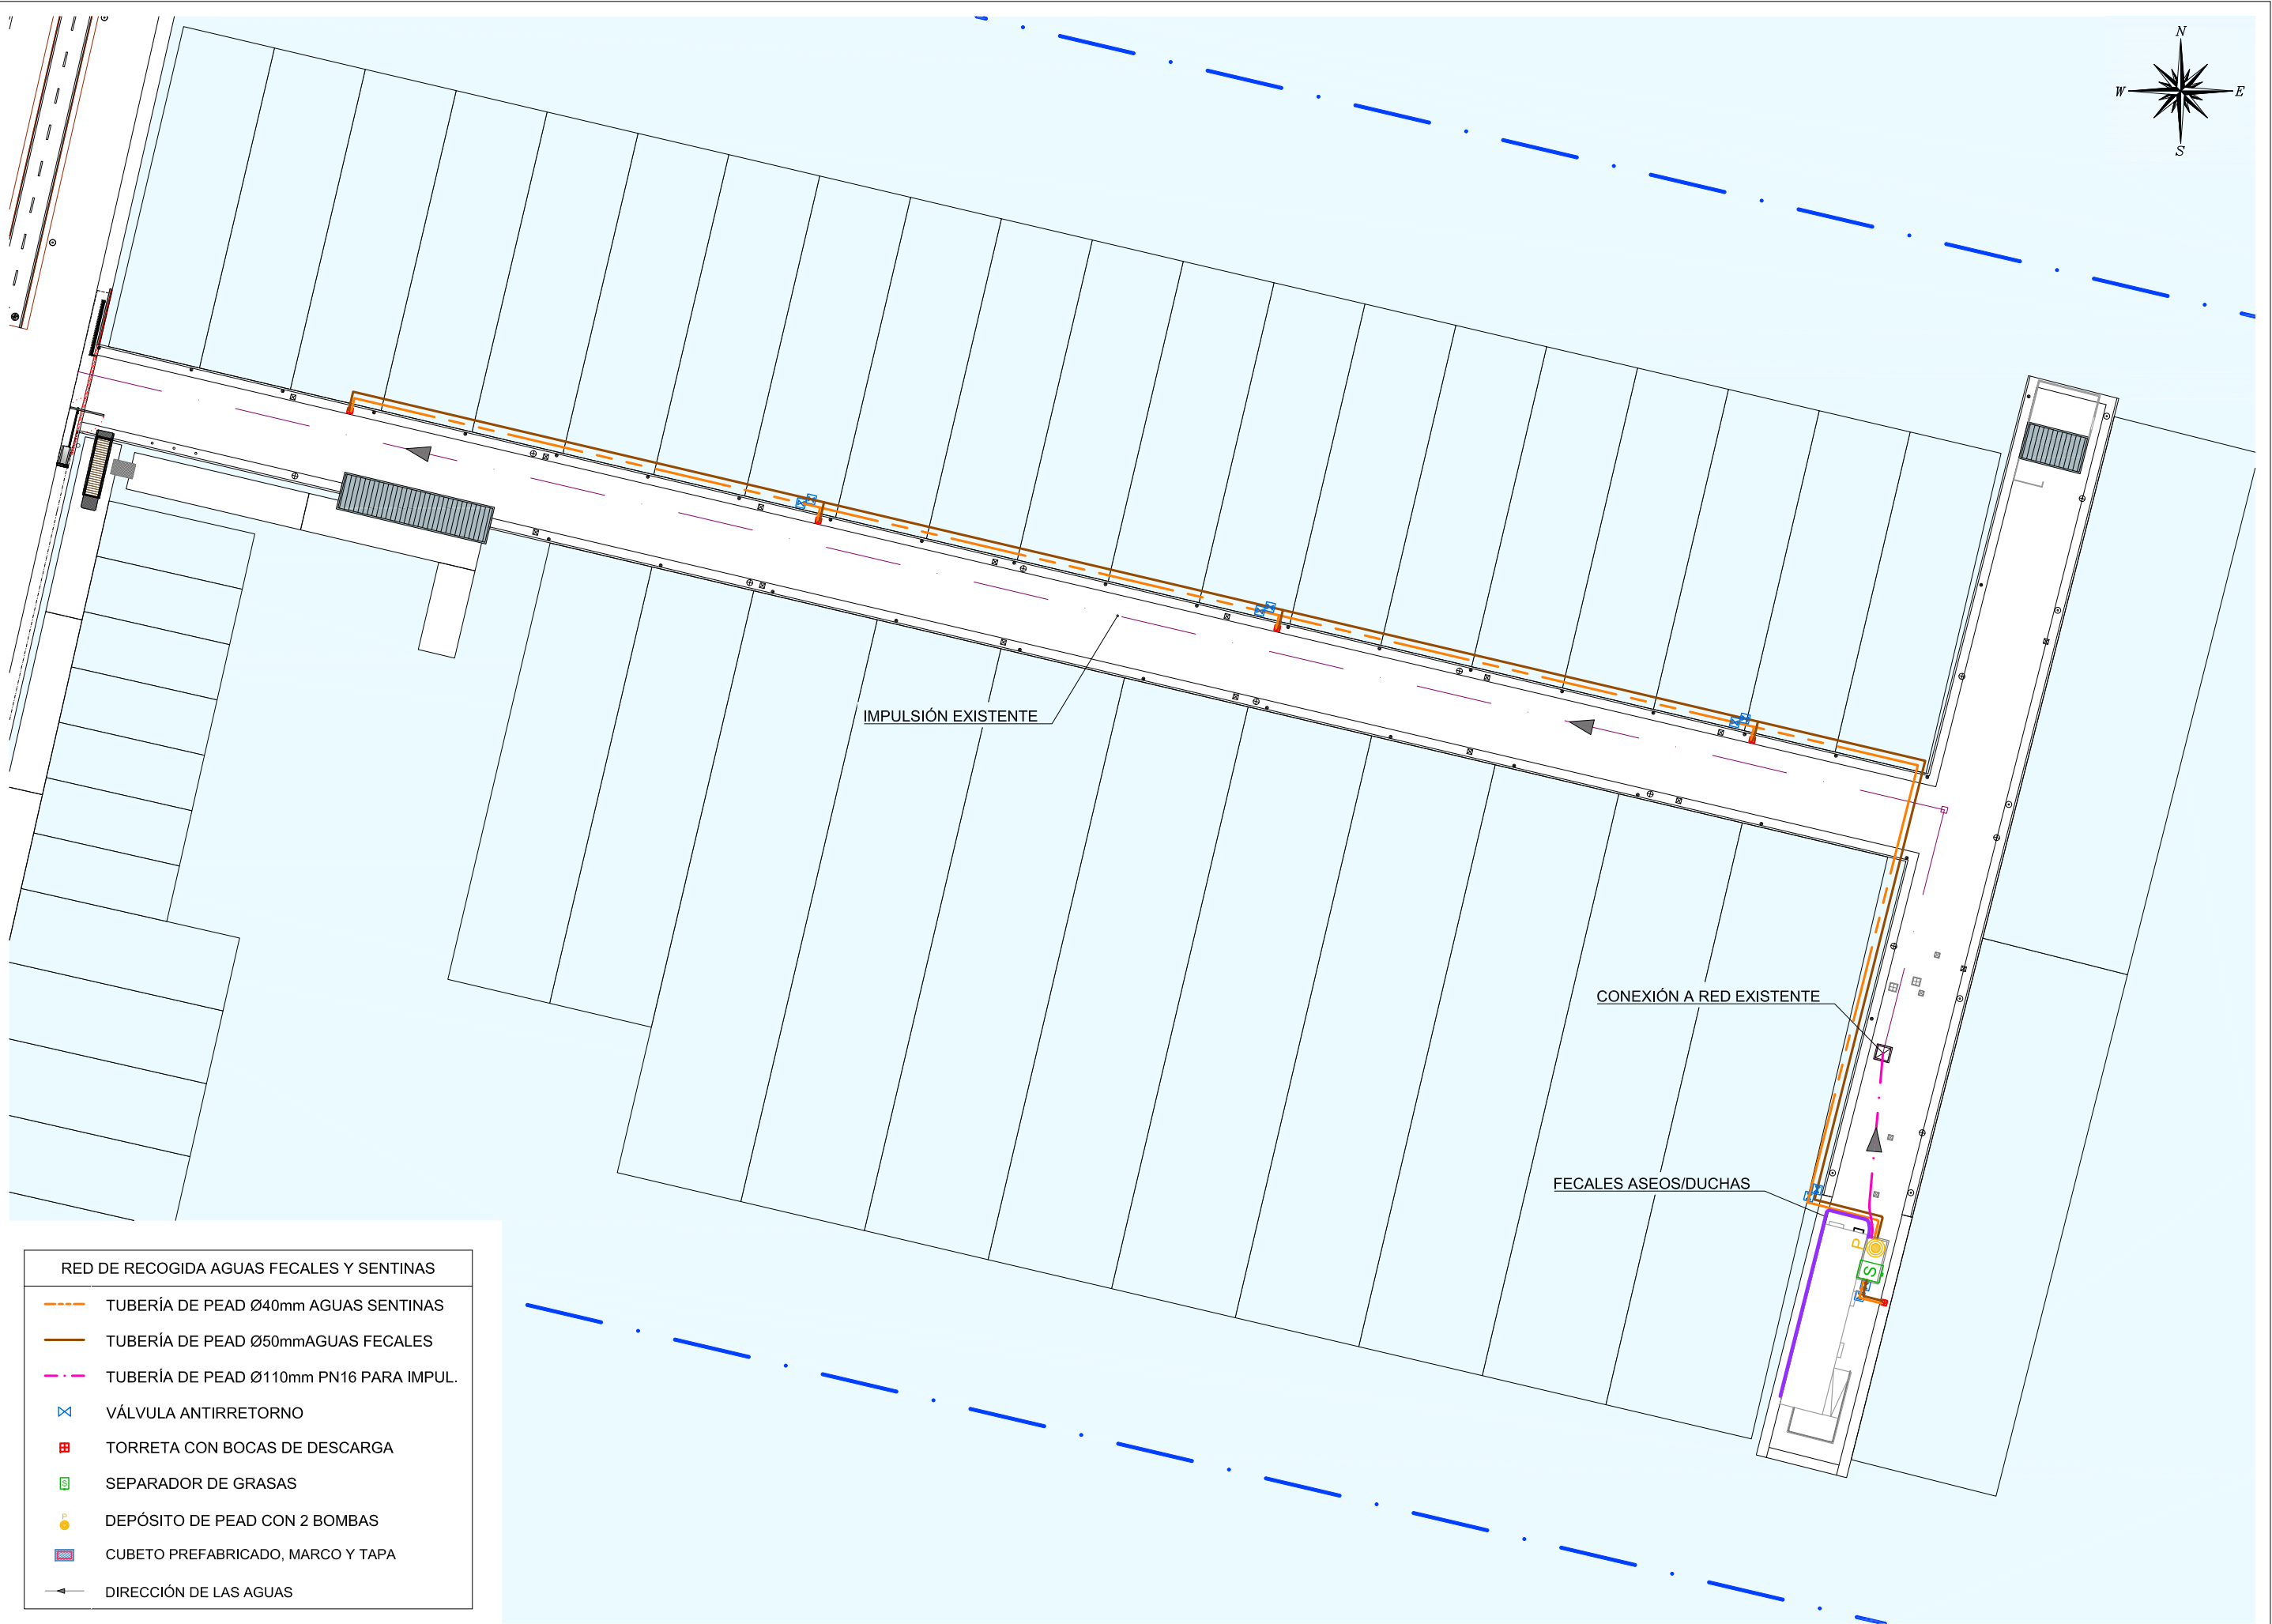 N
W
E
S
IMPULSIÓN EXISTENTE
CONEXIÓN A RED EXISTENTE
FECALES ASEOS/DUCHAS
P
S
RED DE RECOGIDA AGUAS FECALES Y SENTINAS
TUBERÍA DE PEAD Ø40mm AGUAS SENTINAS
TUBERÍA DE PEAD Ø50mmAGUAS FECALES
TUBERÍA DE PEAD Ø110mm PN16 PARA IMPUL.
VÁLVULA ANTIRRETORNO
TORRETA CON BOCAS DE DESCARGA
S SEPARADOR DE GRASAS
P DEPÓSITO DE PEAD CON 2 BOMBAS
CUBETO PREFABRICADO, MARCO Y TAPA
DIRECCIÓN DE LAS AGUAS